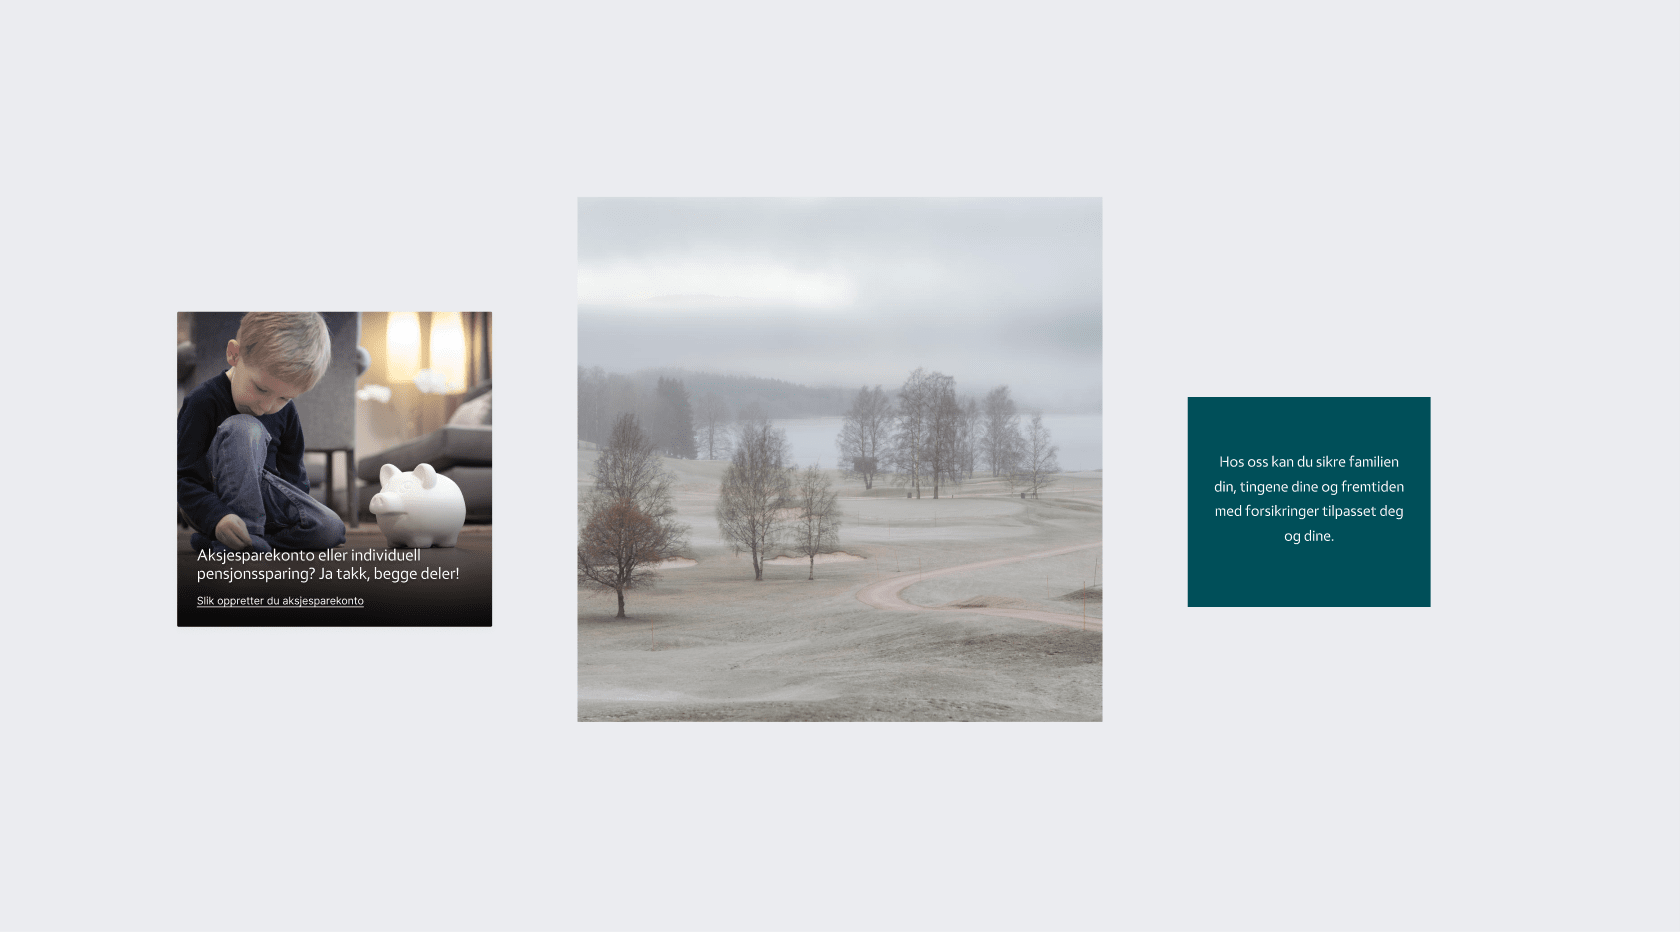 Aksjesparekonto eller individuell
pensjonssparing? Ja takk, begge deler!
Slik oppretter du aksjesparekonto
Hos oss kan du sikre familien
din, tingene dine og fremtiden
med forsikringer tilpasset deg
og dine.